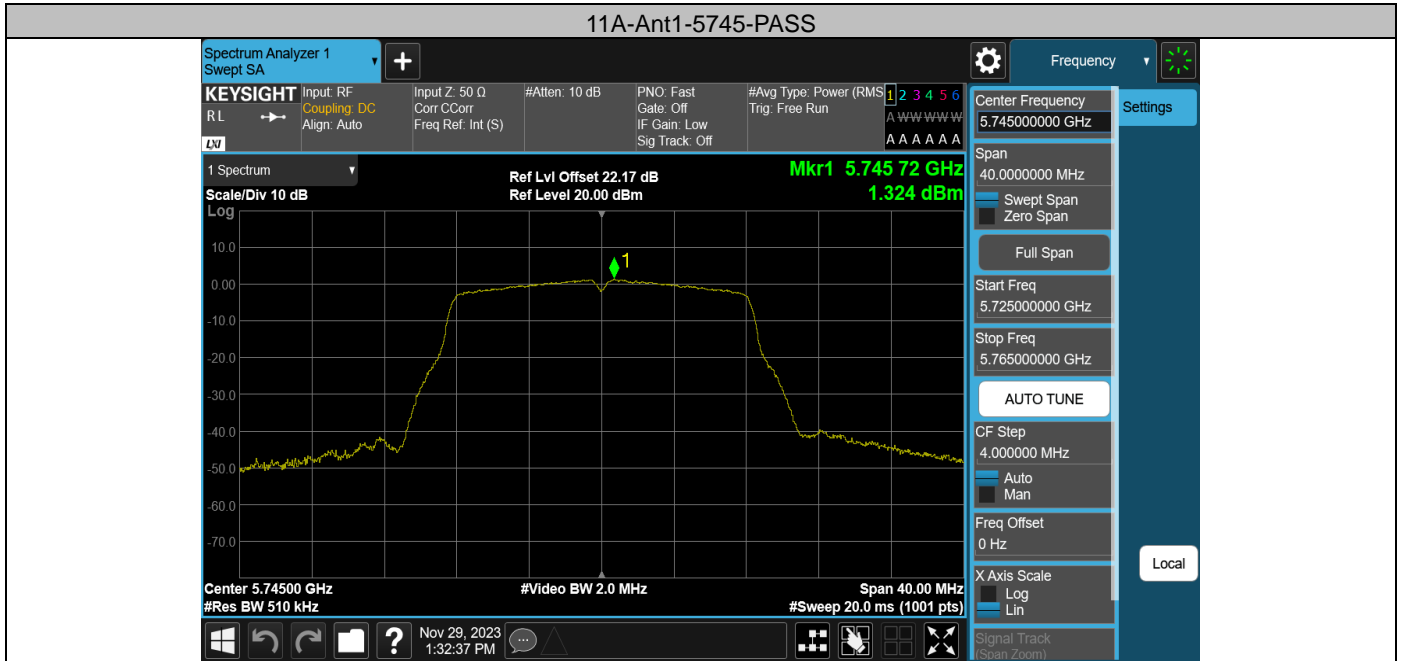 11A-Ant1-5745-PASS
Spectrum Analyzer 1
Swept SA
Frequency
KEYSIGHT
RL
LXI
Input: RF
Coupling: DC
Align: Auto
Input Z: 50 Ω
Corr CCorr
Freq Ref: Int (S)
#Atten: 10 dB
PNO: Fast
Gate: Off
IF Gain: Low
Sig Track: Off
#Avg Type: Power (RMS
Trig: Free Run
1 2 3 4 5 6
A W W W W W
A A A A A A
1 Spectrum
Scale/Div 10 dB
Ref Lvl Offset 22.17 dB
Ref Level 20.00 dBm
Mkr1 5.745 72 GHz
1.324 dBm
Log
10.0
0.00
-10.0
-20.0
-30.0
-40.0
-50.0
-60.0
-70.0
1
Center 5.74500 GHz
#Res BW 510 kHz
#Video BW 2.0 MHz
Span 40.00 MHz
#Sweep 20.0 ms (1001 pts)
Center Frequency
5.745000000 GHz
Settings
Span
40.0000000 MHz
Swept Span
Zero Span
Full Span
Start Freq
5.725000000 GHz
Stop Freq
5.765000000 GHz
AUTO TUNE
CF Step
4.000000 MHz
Auto
Man
Freq Offset
0 Hz
X Axis Scale
Log
Lin
Signal Track
(Span Zoom)
Local
?
Nov 29, 2023
1:32:37 PM